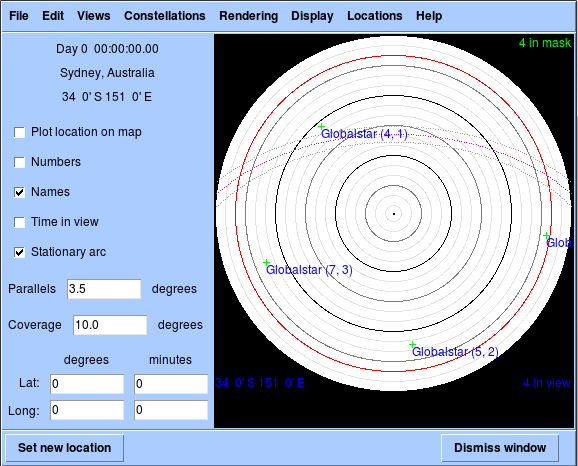 File Edit Views Constellations Rendering Display Locations Help
Day 0 00:00:00.00
Sydney, Australia
34 0' S 151 0' E
Plot location on map
Numbers
Names
Time in view
Stationary arc
Parallels 3.5 degrees
Coverage 10.0 degrees
degrees minutes
Lat: 0 0
Long: 0 0
4 in mask
Globalstar (4, 1)
Glob
Globalstar (7, 3)
Globalstar (5, 2)
34 0' S 151 0' E
4 in view
Set new location
Dismiss window